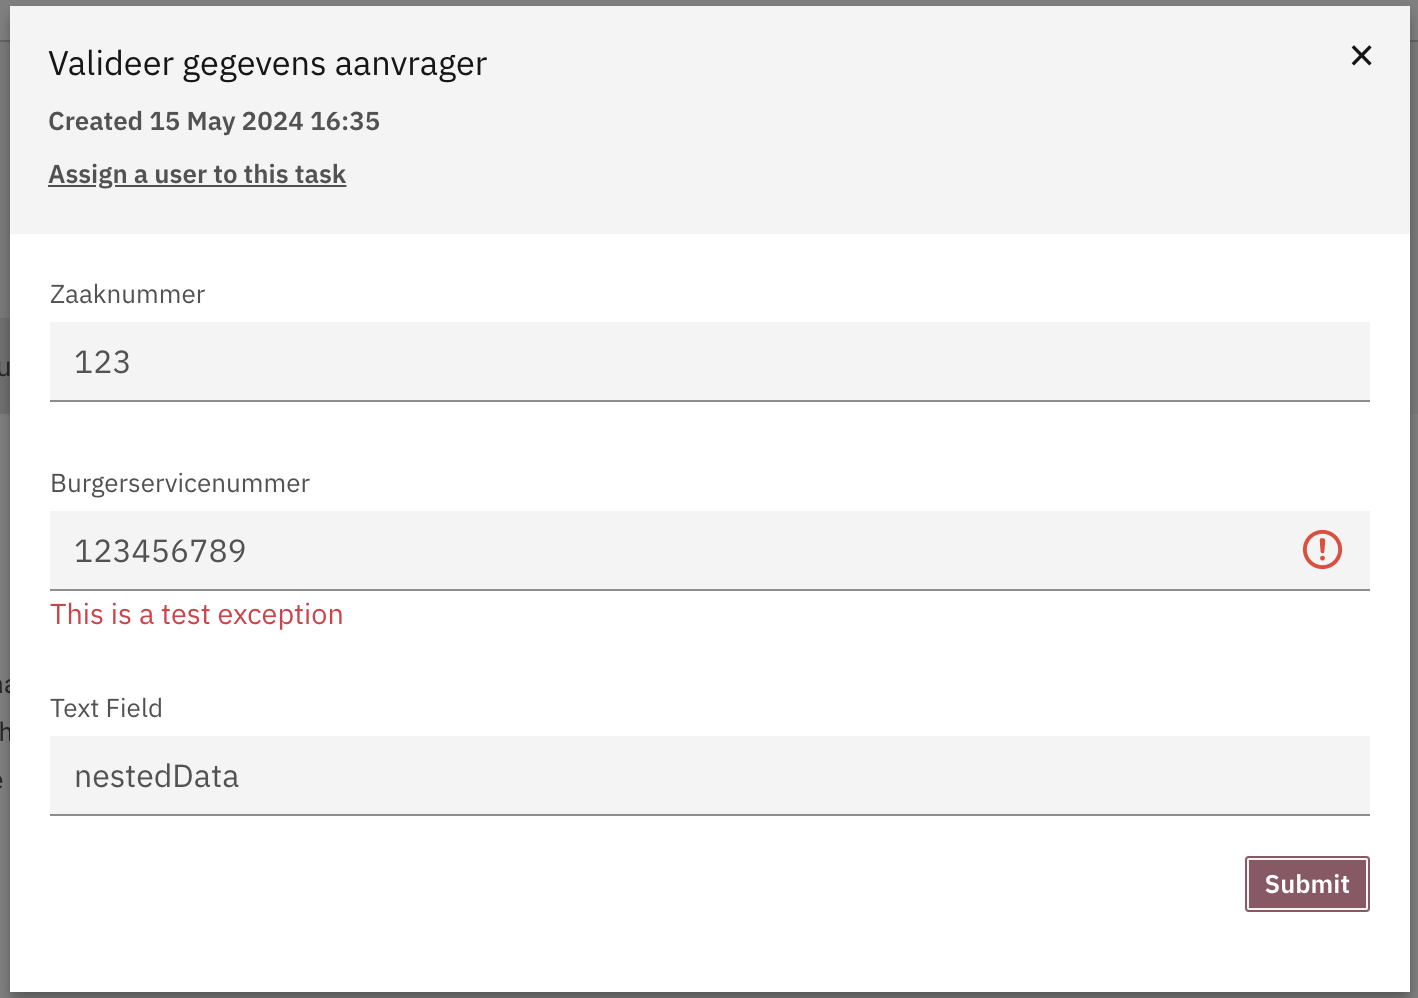 Valideer gegevens aanvrager
Created 15 May 2024 16:35
Assign a user to this task
Zaaknummer
123
Burgerservicenummer
123456789
This is a test exception
Text Field
nestedData
Submit